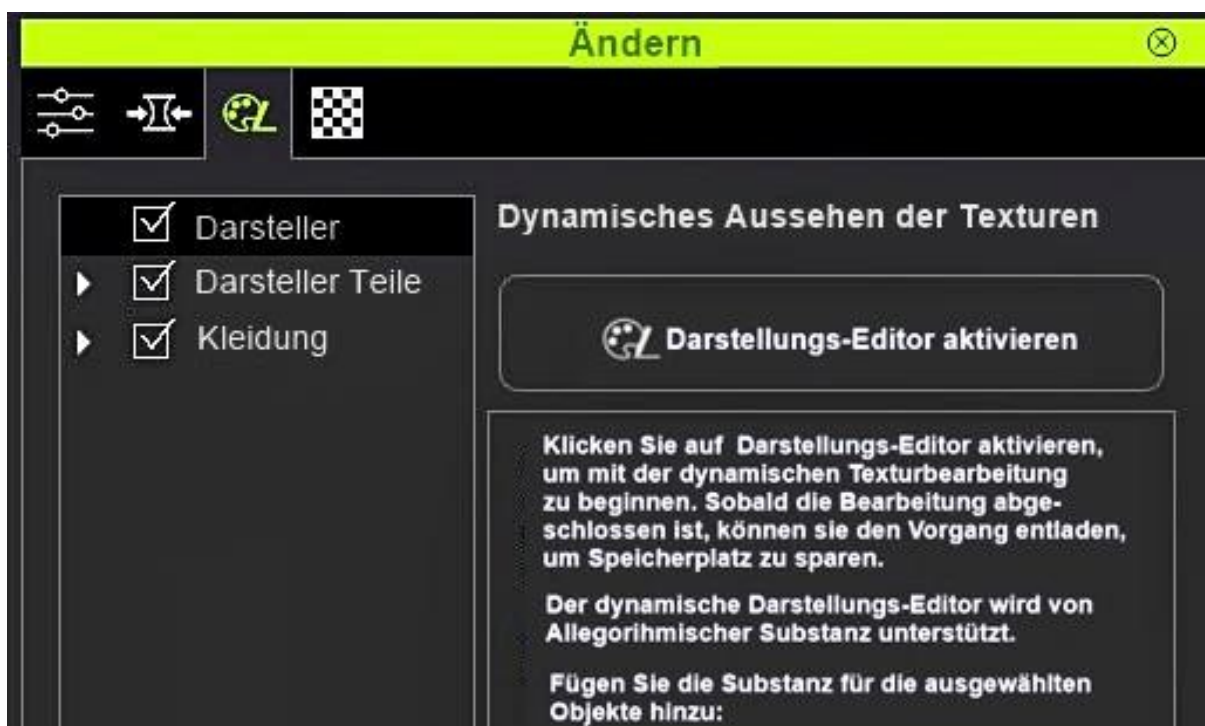 Ändern
Darsteller
Darsteller Teile
Kleidung
Dynamisches Aussehen der Texturen
Darstellungs-Editor aktivieren
Klicken Sie auf Darstellungs-Editor aktivieren,
um mit der dynamischen Texturbearbeitung
zu beginnen. Sobald die Bearbeitung abge-
schlossen ist, können sie den Vorgang entladen,
um Speicherplatz zu sparen.
Der dynamische Darstellungs-Editor wird von
Allegorihmischer Substanz unterstützt.
Fügen Sie die Substanz für die ausgewählten
Objekte hinzu: